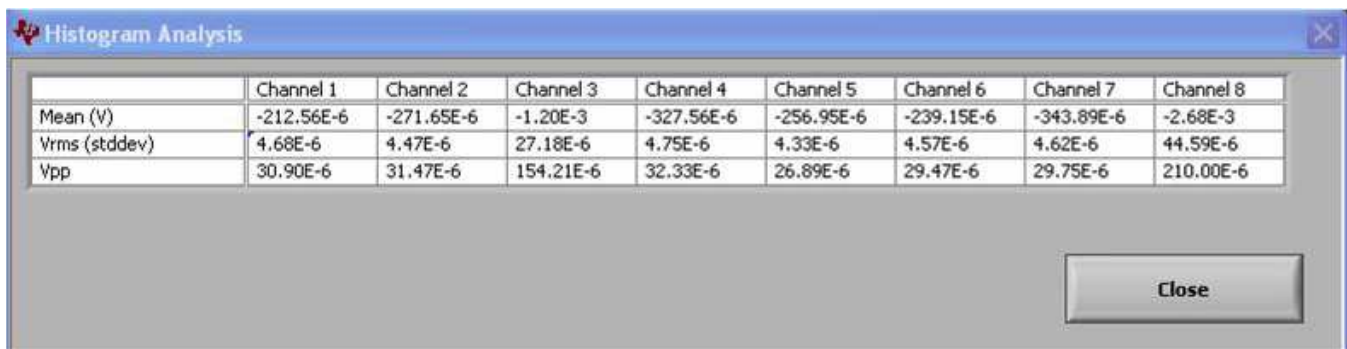 Histogram Analysis
Channel 1 Channel 2 Channel 3 Channel 4 Channel 5 Channel 6 Channel 7 Channel 8
Mean (V) -212.56E-6 -271.65E-6 -1.20E-3 -327.56E-6 -256.95E-6 -239.15E-6 -343.89E-6 -2.68E-3
Vrms (stddev) 4.68E-6 4.47E-6 27.18E-6 4.75E-6 4.33E-6 4.57E-6 4.62E-6 44.59E-6
Vpp 30.90E-6 31.47E-6 154.21E-6 32.33E-6 26.89E-6 29.47E-6 29.75E-6 210.00E-6
Close